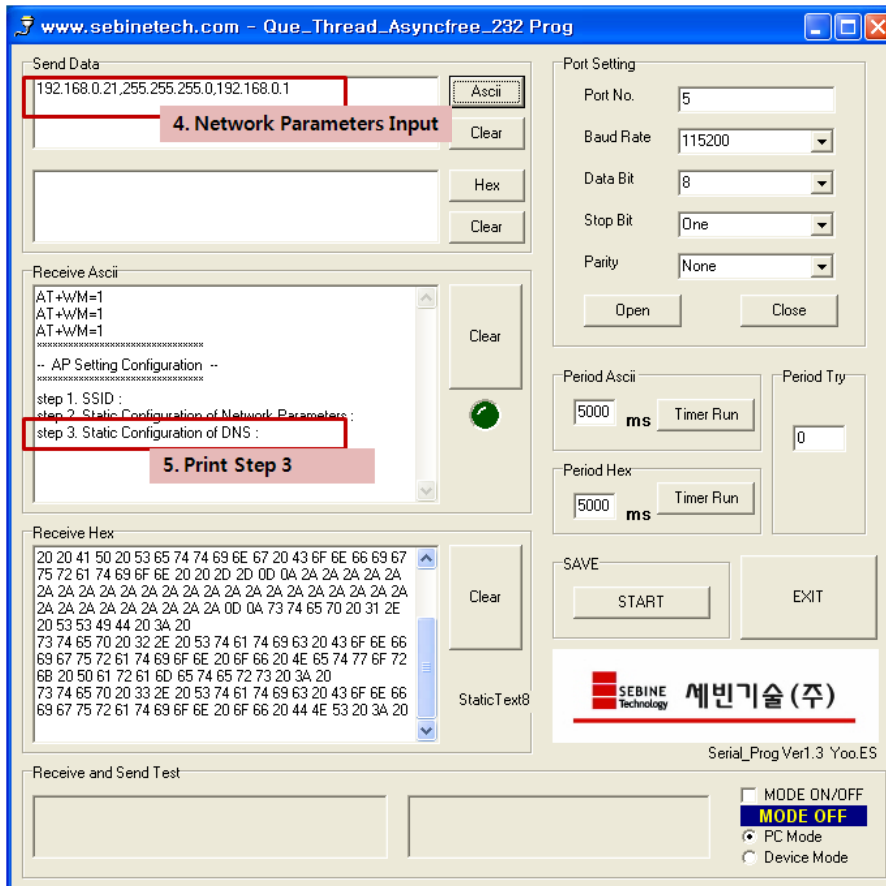 www.sebinetech.com - Que_Thread_Asyncfree_232 Prog
Send Data
192.168.0.21,255.255.255.0,192.168.0.1
4. Network Parameters Input
Ascii
Clear
Hex
Clear
Receive Ascii
AT+WM=1
AT+WM=1
AT+WM=1
********************************
-- AP Setting Configuration --
********************************
step 1. SSID :
step 2. Static Configuration of Network Parameters :
step 3. Static Configuration of DNS :
5. Print Step 3
Clear
Receive Hex
20 20 41 50 20 53 65 74 74 69 6E 67 20 43 6F 6E 66 69 67
75 72 61 74 69 6F 6E 20 20 2D 2D 0D 0A 2A 2A 2A 2A 2A
2A 2A 2A 2A 2A 2A 2A 2A 2A 2A 2A 2A 2A 2A 2A 2A 2A 2A
2A 2A 2A 2A 2A 2A 2A 2A 2A 0D 0A 73 74 65 70 20 31 2E
20 53 53 49 44 20 3A 20
73 74 65 70 20 32 2E 20 53 74 61 74 69 63 20 43 6F 6E 66
69 67 75 72 61 74 69 6F 6E 20 6F 66 20 4E 65 74 77 6F 72
6B 20 50 61 72 61 6D 65 74 65 72 73 20 3A 20
73 74 65 70 20 33 2E 20 53 74 61 74 69 63 20 43 6F 6E 66
69 67 75 72 61 74 69 6F 6E 20 6F 66 20 44 4E 53 20 3A 20
Clear
StaticText8
Port Setting
Port No. 5
Baud Rate 115200
Data Bit 8
Stop Bit One
Parity None
Open Close
Period Ascii
5000 ms Timer Run
Period Try
0
Period Hex
5000 ms Timer Run
SAVE
START
EXIT
SEBINE
Technology
세빈기술(주)
Serial_Prog Ver1.3 Yoo.ES
Receive and Send Test
MODE ON/OFF
MODE OFF
PC Mode
Device Mode